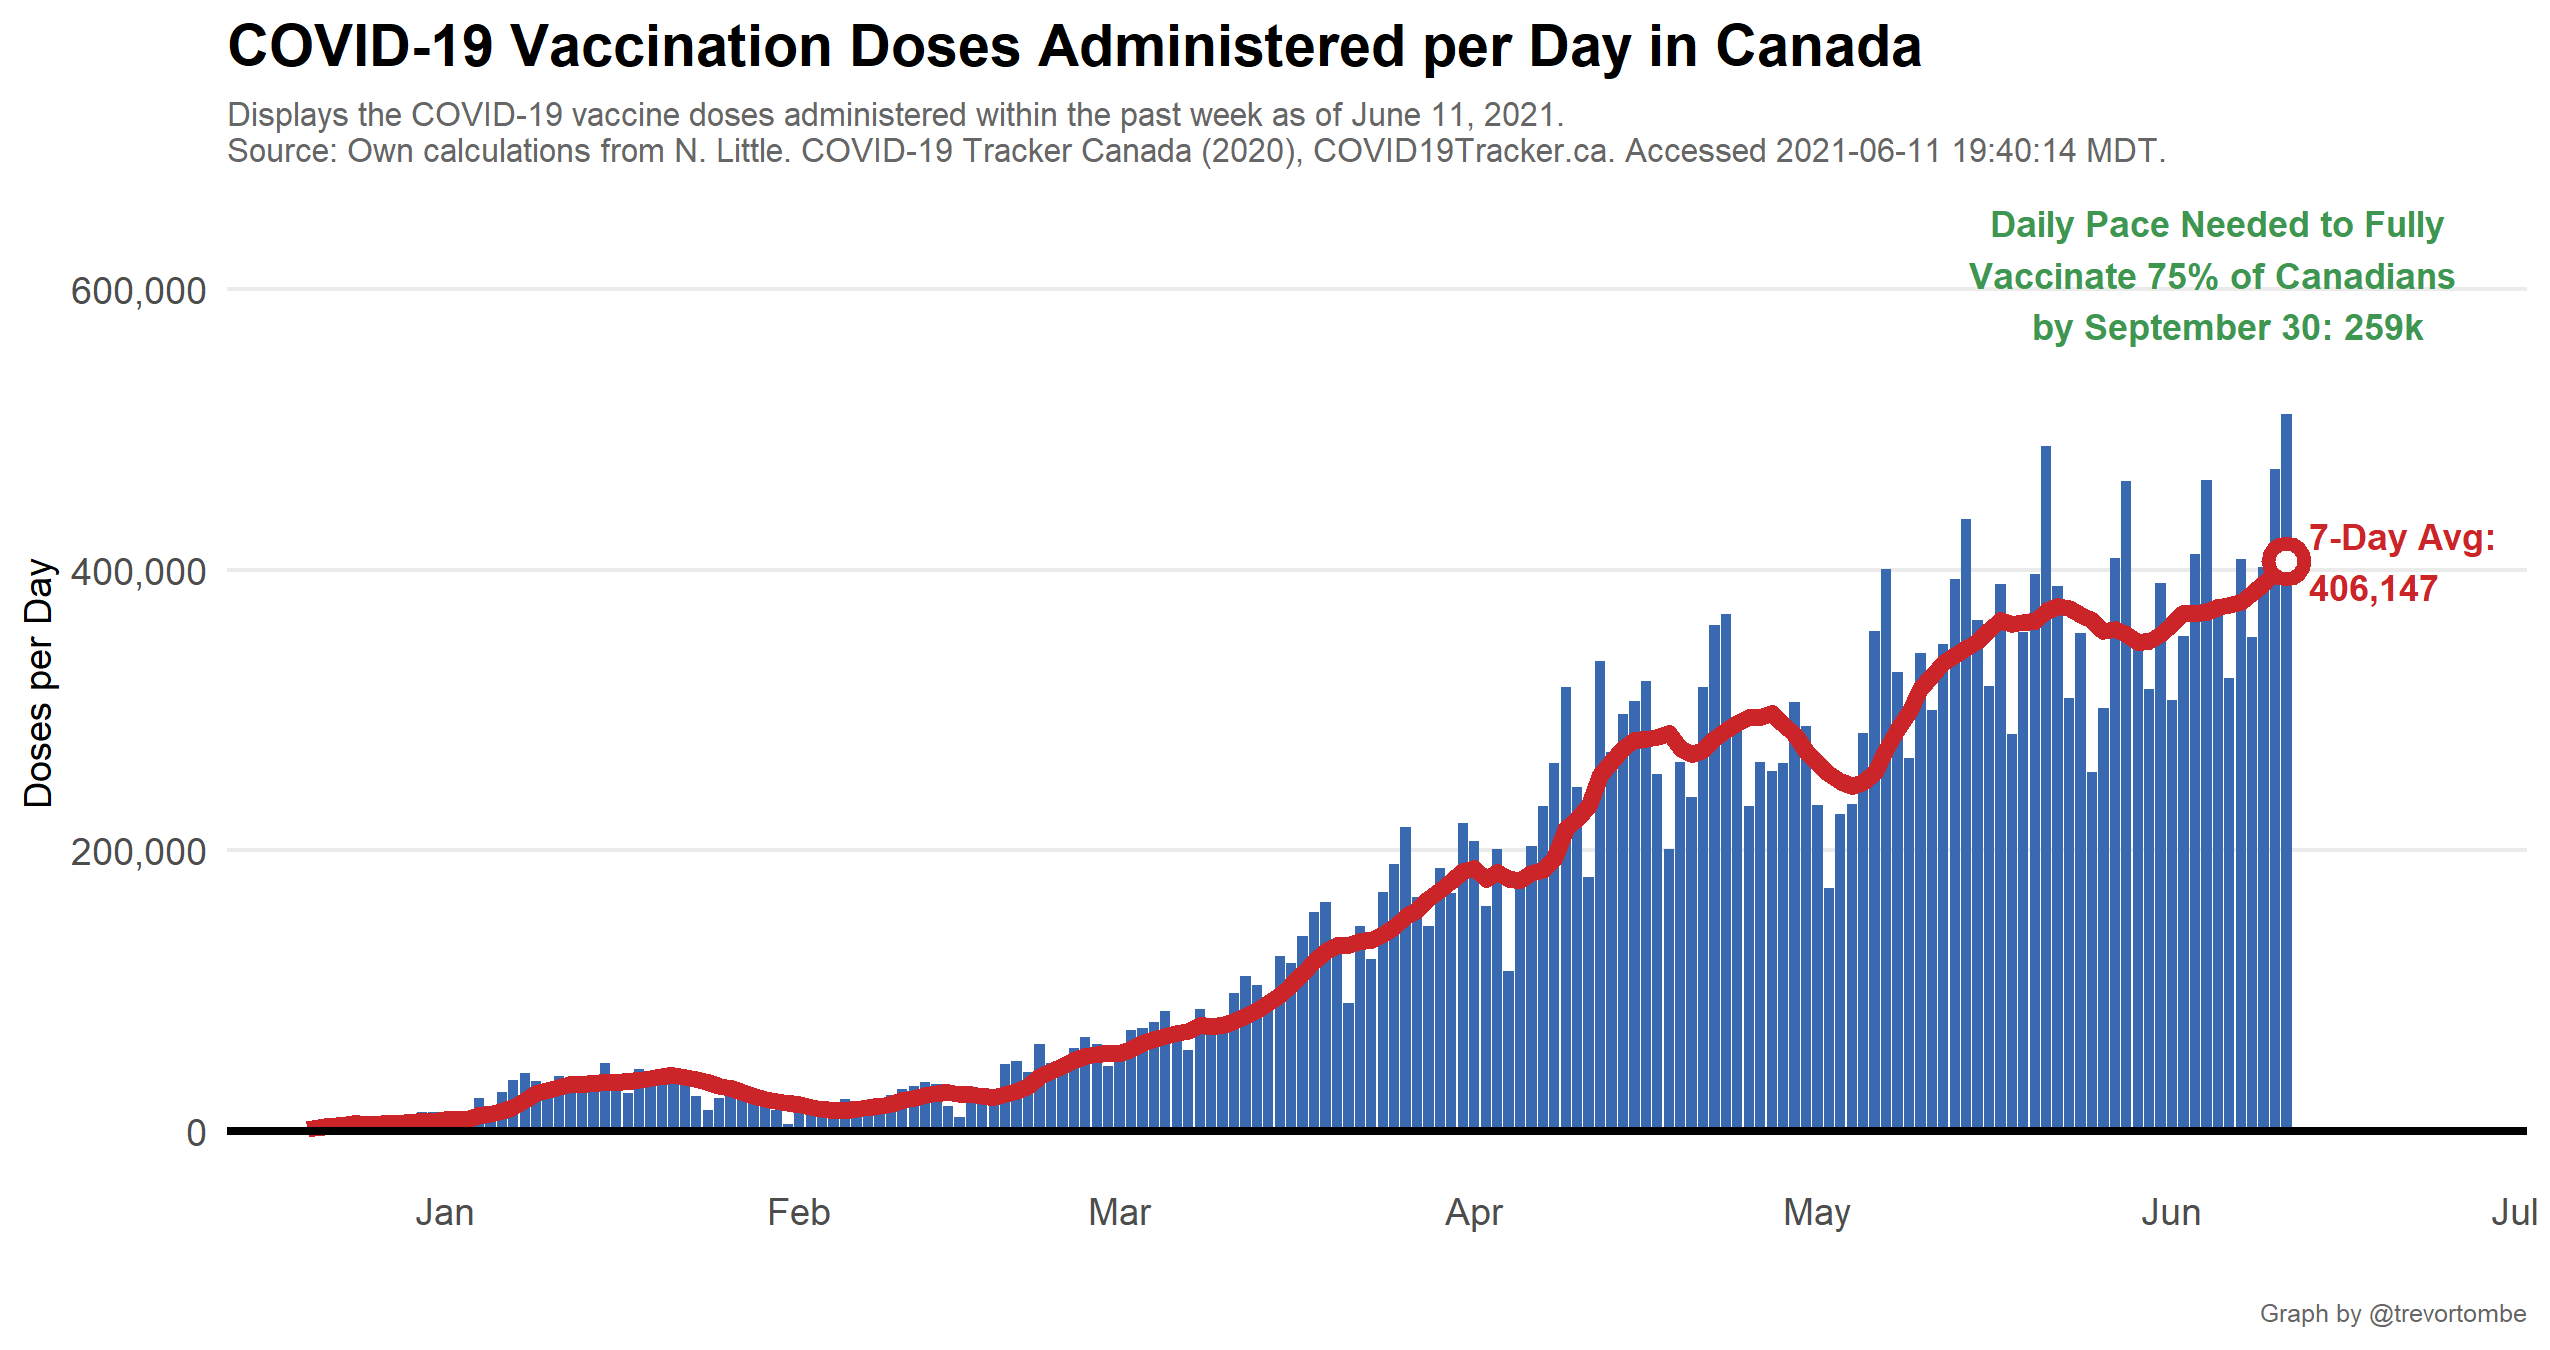 COVID-19 Vaccination Doses Administered per Day in Canada
Displays the COVID-19 vaccine doses administered within the past week as of June 11, 2021.
Source: Own calculations from N. Little. COVID-19 Tracker Canada (2020), COVID19Tracker.ca. Accessed 2021-06-11 19:40:14 MDT.
Daily Pace Needed to Fully
Vaccinate 75% of Canadians
by September 30: 259k
600,000
400,000
200,000
0
Doses per Day
7-Day Avg:
406,147
Jan
Feb
Mar
Apr
May
Jun
Jul
Graph by @trevortombe